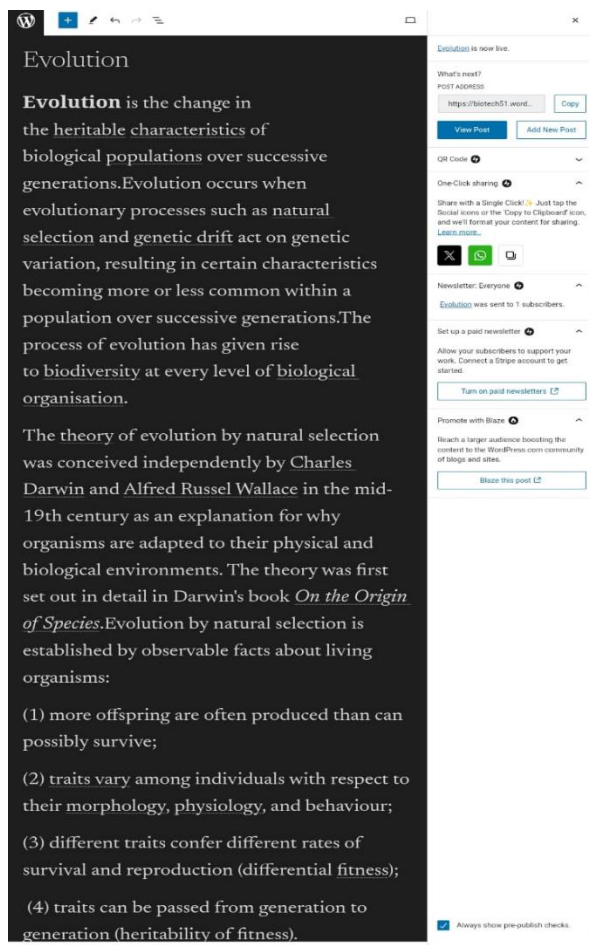 Evolution
Evolution is the change in
the heritable characteristics of
biological populations over successive
generations.Evolution occurs when
evolutionary processes such as natural
selection and genetic drift act on genetic
variation, resulting in certain characteristics
becoming more or less common within a
population over successive generations.The
process of evolution has given rise
to biodiversity at every level of biological
organisation.
The theory of evolution by natural selection
was conceived independently by Charles
Darwin and Alfred Russel Wallace in the mid-
19th century as an explanation for why
organisms are adapted to their physical and
biological environments. The theory was first
set out in detail in Darwin's book On the Origin
of Species.Evolution by natural selection is
established by observable facts about living
organisms:
(1) more offspring are often produced than can
possibly survive;
(2) traits vary among individuals with respect to
their morphology, physiology, and behaviour;
(3) different traits confer different rates of
survival and reproduction (differential fitness);
(4) traits can be passed from generation to
generation (heritability of fitness).
Evolution is now live.
What's next?
POST ADDRESS
https://biotech51.word...
Copy
View Post
Add New Post
QR Code
One-Click sharing
Share with a Single Click!✨ Just tap the
Social icons or the 'Copy to Clipboard' icon,
and we'll format your content for sharing.
Learn more..
Newsletter: Everyone
Evolution was sent to 1 subscribers.
Set up a paid newsletter
Allow your subscribers to support your
work. Connect a Stripe account to get
started.
Turn on paid newsletters
Promote with Blaze
Reach a larger audience boosting the
content to the WordPress.com community
of blogs and sites.
Blaze this post
Always show pre-publish checks.